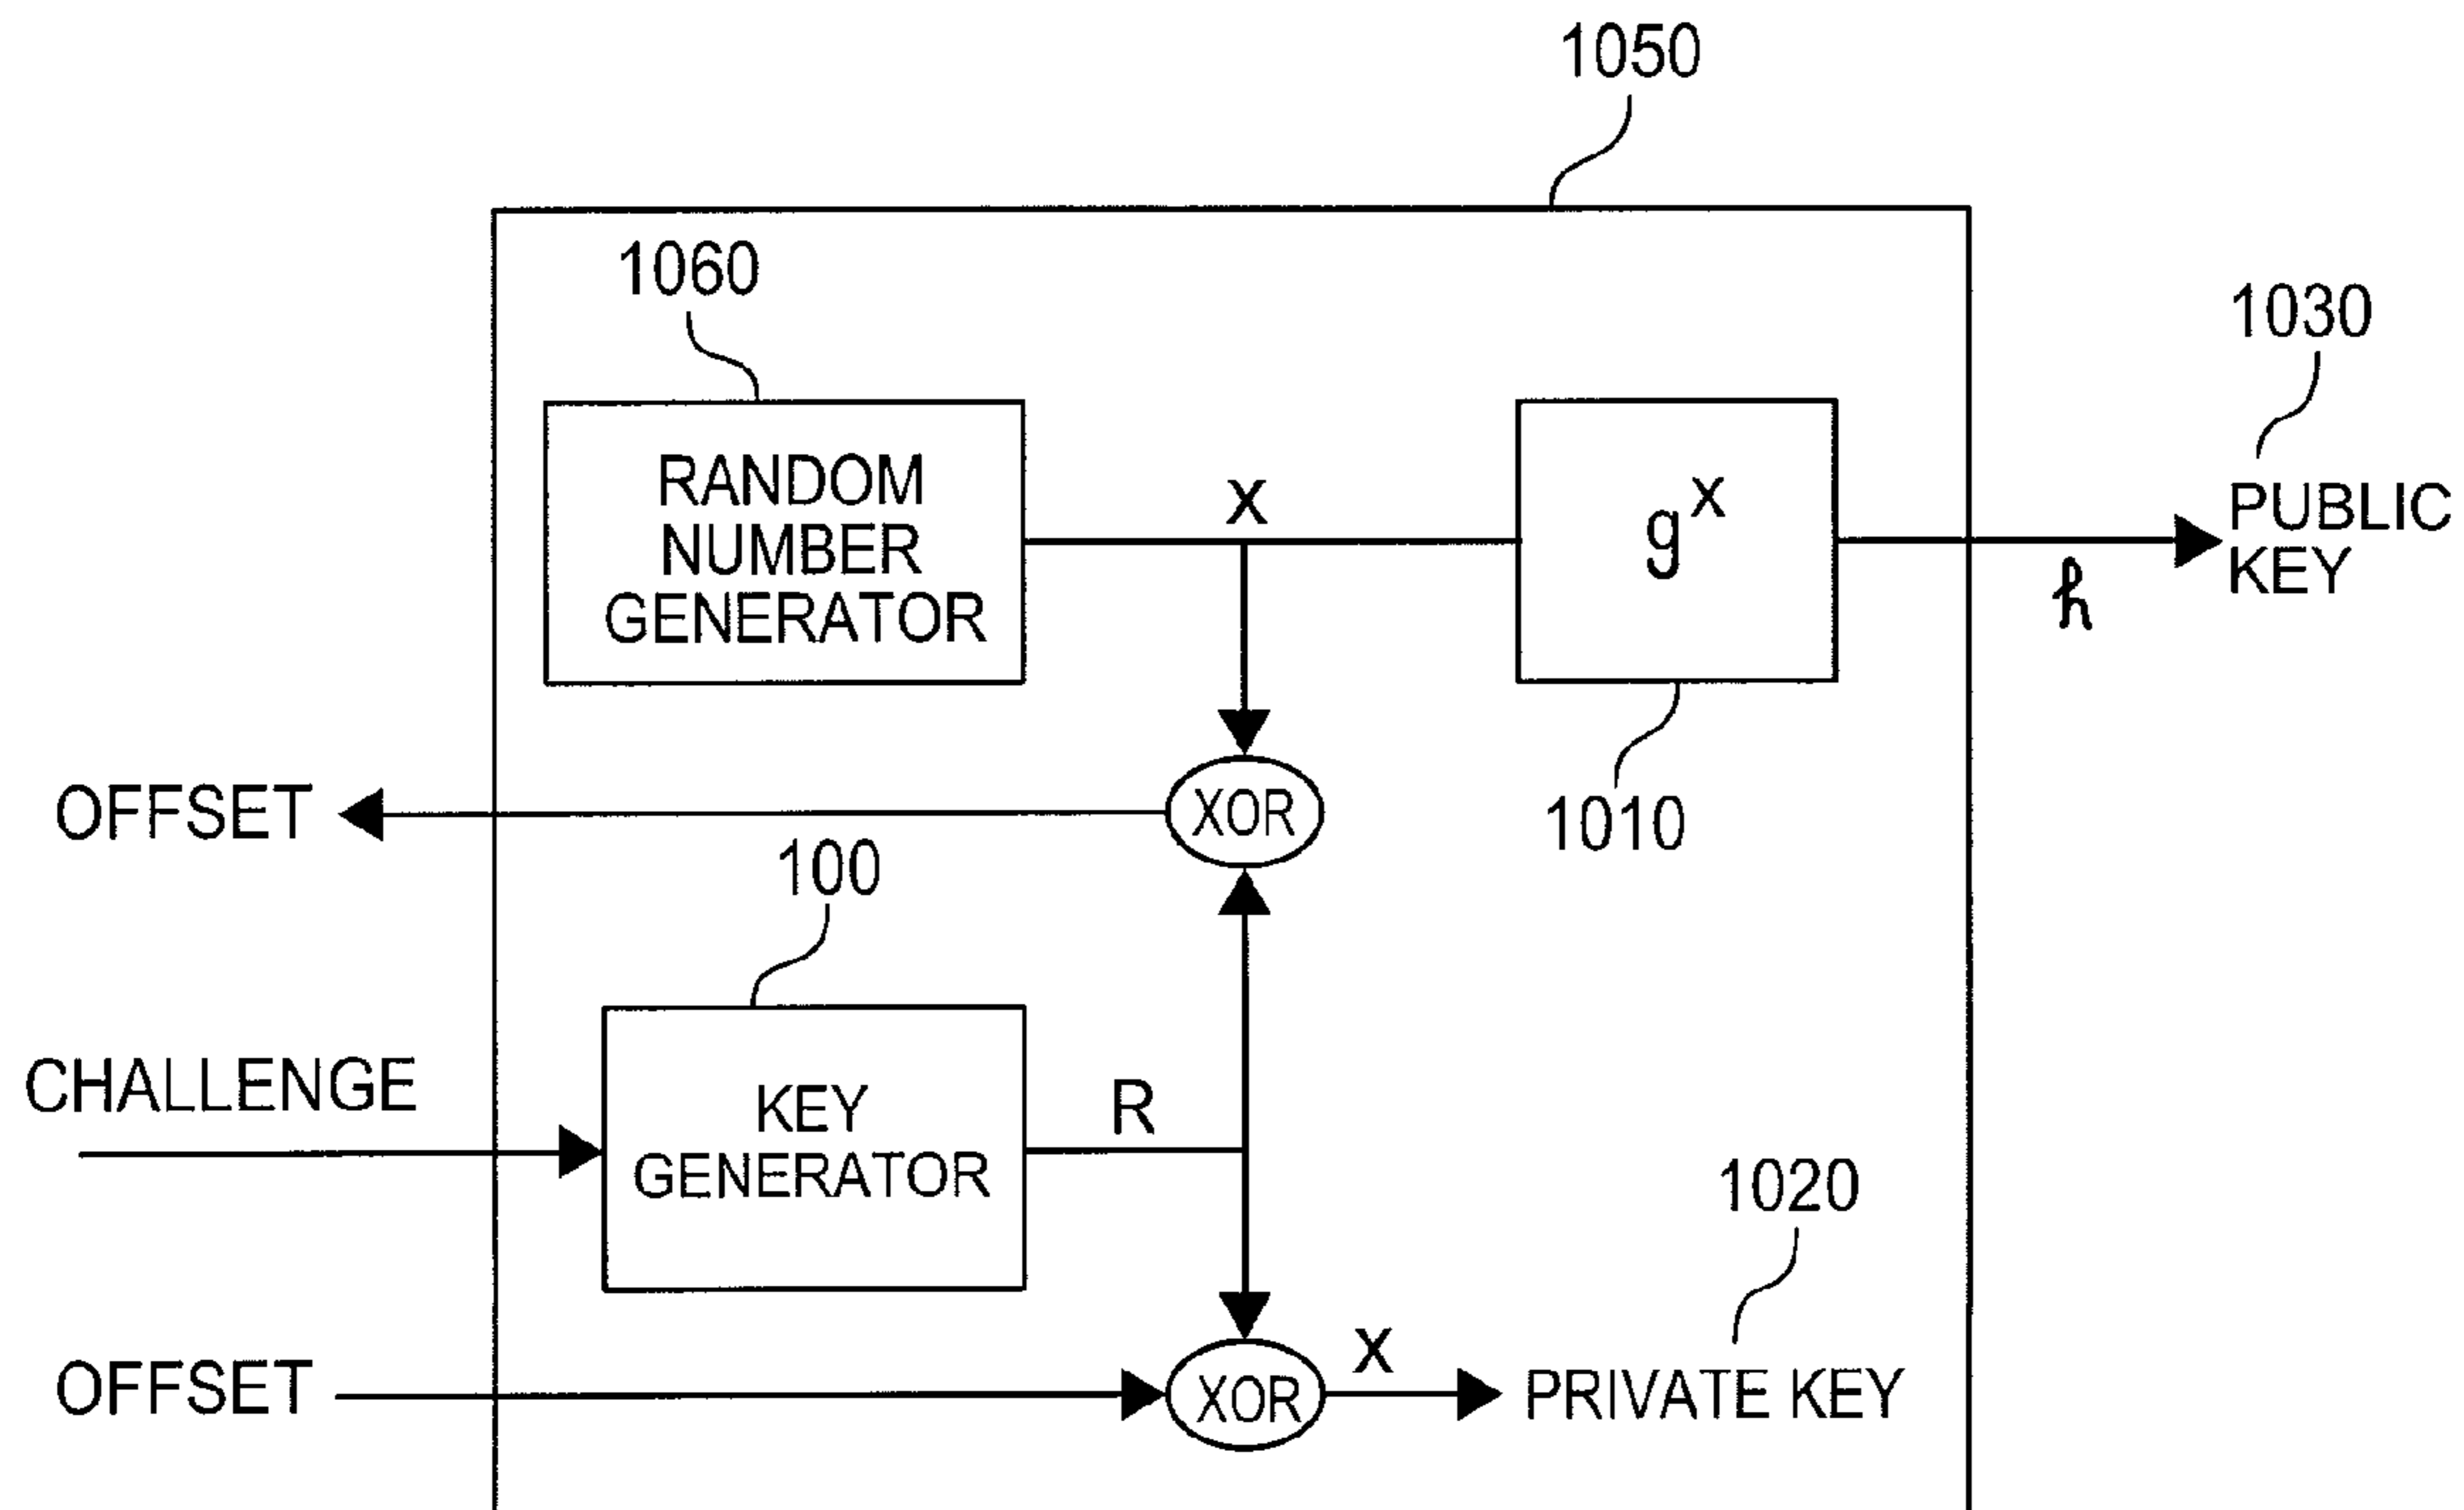 1050
1060
1030
RANDOM
NUMBER
GENERATOR
X
g^x
h
PUBLIC
KEY
1010
OFFSET
XOR
100
CHALLENGE
KEY
GENERATOR
R
1020
OFFSET
XOR
X
PRIVATE KEY